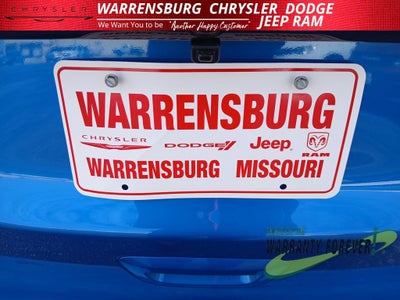 CHRYSLER WARRENSBURG CHRYSLER DODGE
JEEP RAM
We Want You to be "Another Happy Customer"
WARRENSBURG
CHRYSLER DODGE Jeep RAM
WARRENSBURG MISSOURI
WARRANTY FOREVER